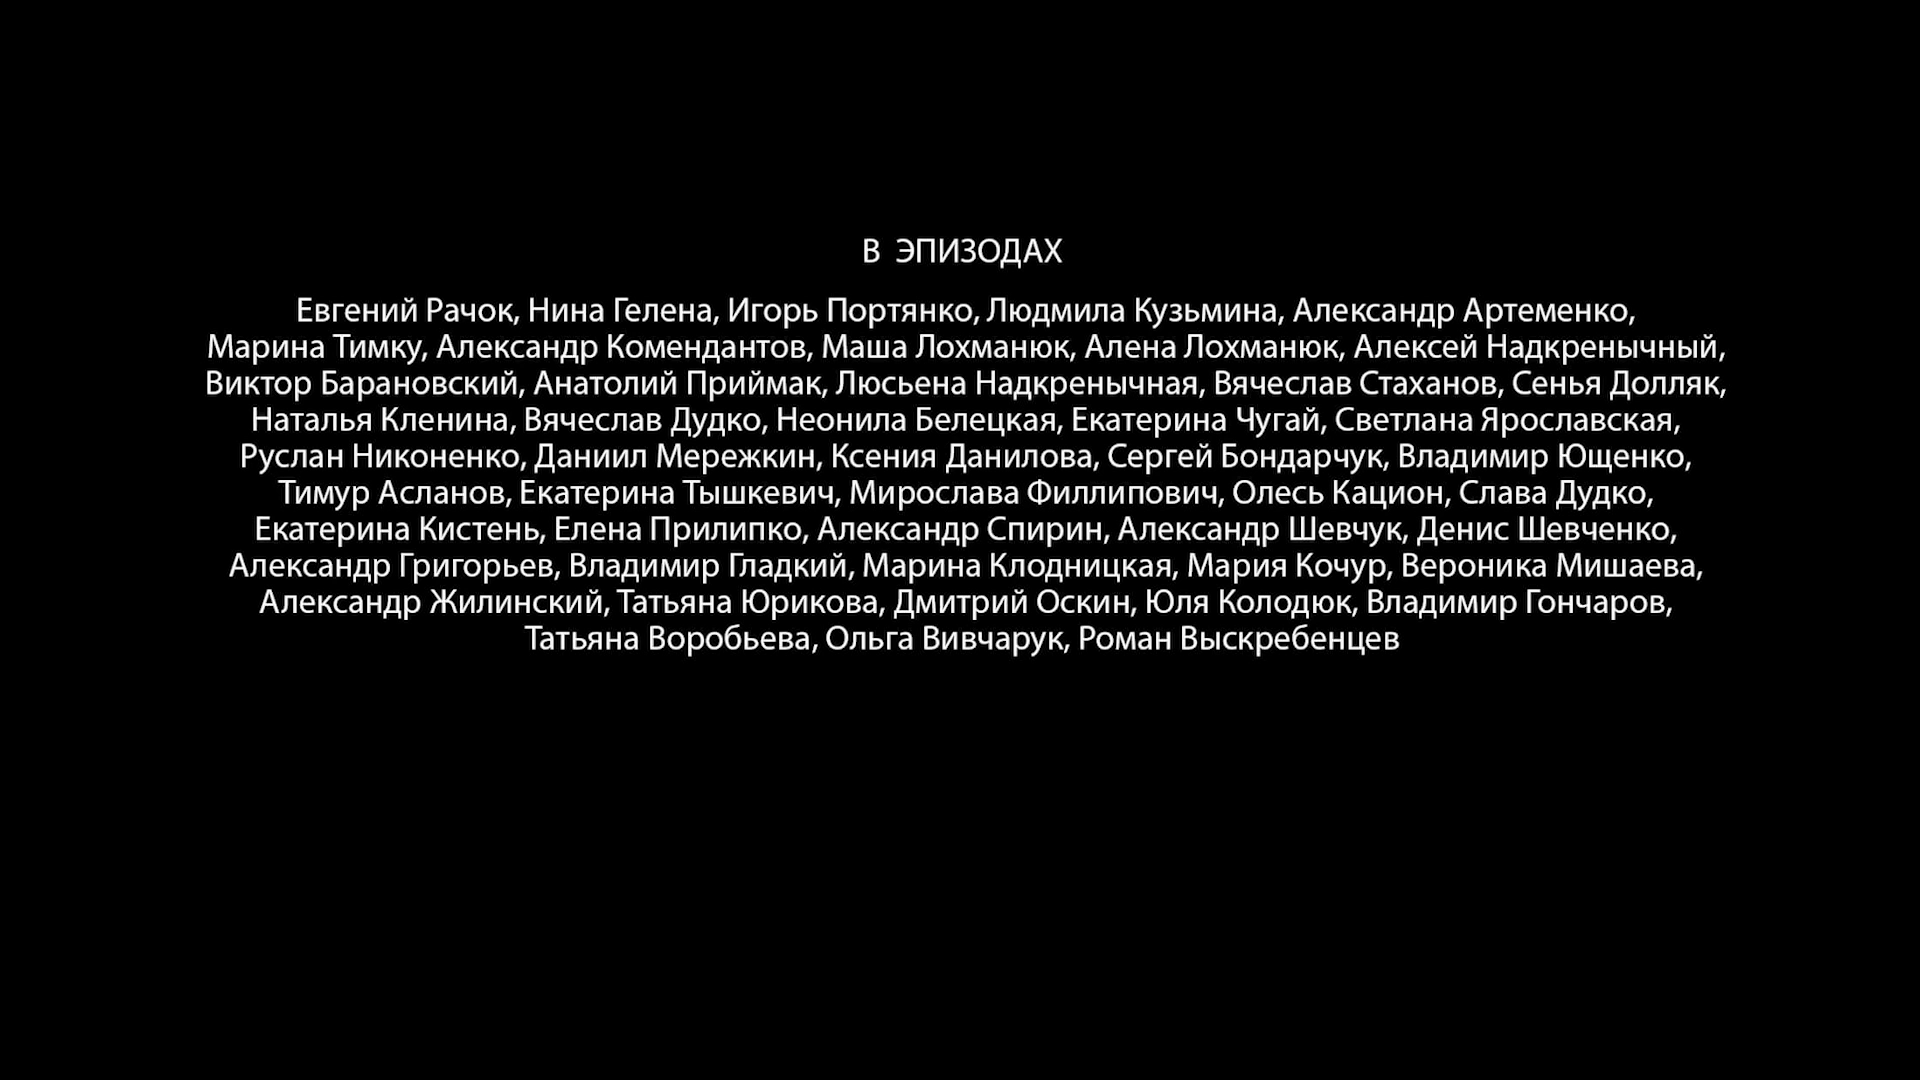 В ЭПИЗОДАХ
Евгений Рачок, Нина Гелена, Игорь Портянко, Людмила Кузьмина, Александр Артеменко,
Марина Тимку, Александр Комендантов, Маша Лохманюк, Алена Лохманюк, Алексей Надкренычный,
Виктор Барановский, Анатолий Приймак, Люсьена Надкренычная, Вячеслав Стаханов, Сенья Долляк,
Наталья Кленина, Вячеслав Дудко, Неонила Белецкая, Екатерина Чугай, Светлана Ярославская,
Руслан Никоненко, Даниил Мережкин, Ксения Данилова, Сергей Бондарчук, Владимир Ющенко,
Тимур Асланов, Екатерина Тышкевич, Мирослава Филлипович, Олесь Кацион, Слава Дудко,
Екатерина Кистень, Елена Прилипко, Александр Спирин, Александр Шевчук, Денис Шевченко,
Александр Григорьев, Владимир Гладкий, Марина Клодницкая, Мария Кочур, Вероника Мишаева,
Александр Жилинский, Татьяна Юрикова, Дмитрий Оскин, Юля Колодюк, Владимир Гончаров,
Татьяна Воробьева, Ольга Вивчарук, Роман Выскребенцев